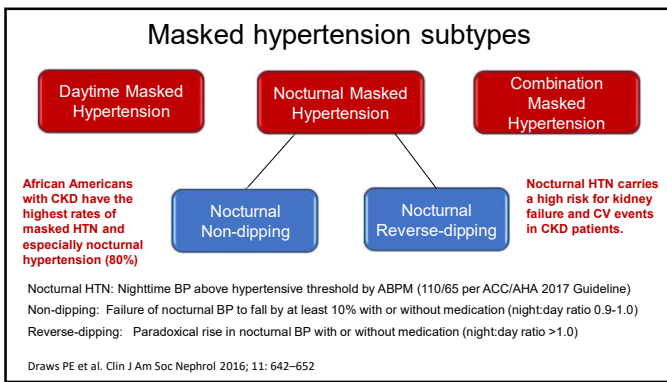 Masked hypertension subtypes
Daytime Masked
Hypertension
Nocturnal Masked
Hypertension
Combination
Masked
Hypertension
African Americans
with CKD have the
highest rates of
masked HTN and
especially nocturnal
hypertension (80%)
Nocturnal
Non-dipping
Nocturnal
Reverse-dipping
Nocturnal HTN carries
a high risk for kidney
failure and CV events
in CKD patients.
Nocturnal HTN: Nighttime BP above hypertensive threshold by ABPM (110/65 per ACC/AHA 2017 Guideline)
Non-dipping: Failure of nocturnal BP to fall by at least 10% with or without medication (night:day ratio 0.9-1.0)
Reverse-dipping: Paradoxical rise in nocturnal BP with or without medication (night:day ratio >1.0)
Draws PE et al. Clin J Am Soc Nephrol 2016; 11: 642–652